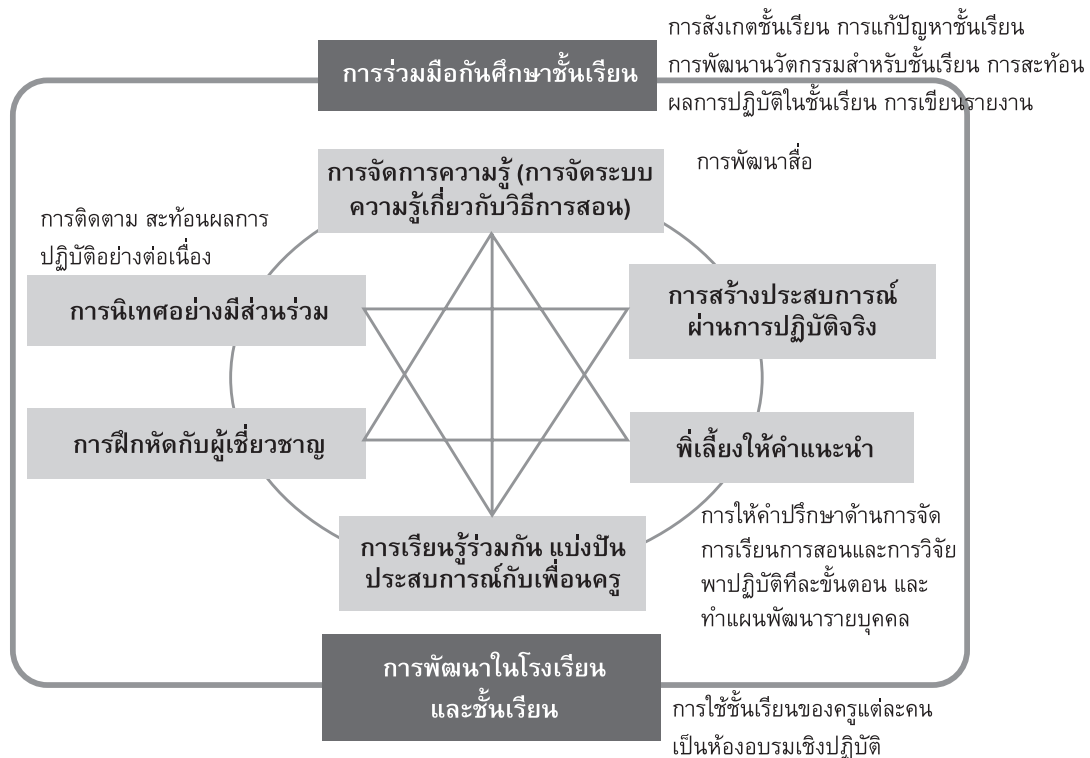 การสังเกตชั้นเรียน การแก้ปัญหาชั้นเรียน
การร่วมมือกันศึกษาชั้นเรียน
การพัฒนานวัตกรรมสำหรับชั้นเรียน การสะท้อน
ผลการปฏิบัติในชั้นเรียน การเขียนรายงาน
การจัดการความรู้ (การจัดระบบ
ความรู้เกี่ยวกับวิธีการสอน)
การพัฒนาสื่อ
การติดตาม สะท้อนผลการ
ปฏิบัติอย่างต่อเนื่อง
การนิเทศอย่างมีส่วนร่วม
การสร้างประสบการณ์
ผ่านการปฏิบัติจริง
การฝึกหัดกับผู้เชี่ยวชาญ
พี่เลี้ยงให้คำแนะนำ
การให้คำปรึกษาด้านการจัด
การเรียนการสอนและการวิจัย
พาปฏิบัติทีละขั้นตอน และ
ทำแผนพัฒนารายบุคคล
การเรียนรู้ร่วมกัน แบ่งปัน
ประสบการณ์กับเพื่อนครู
การพัฒนาในโรงเรียน
และชั้นเรียน
การใช้ชั้นเรียนของครูแต่ละคน
เป็นห้องอบรมเชิงปฏิบัติ